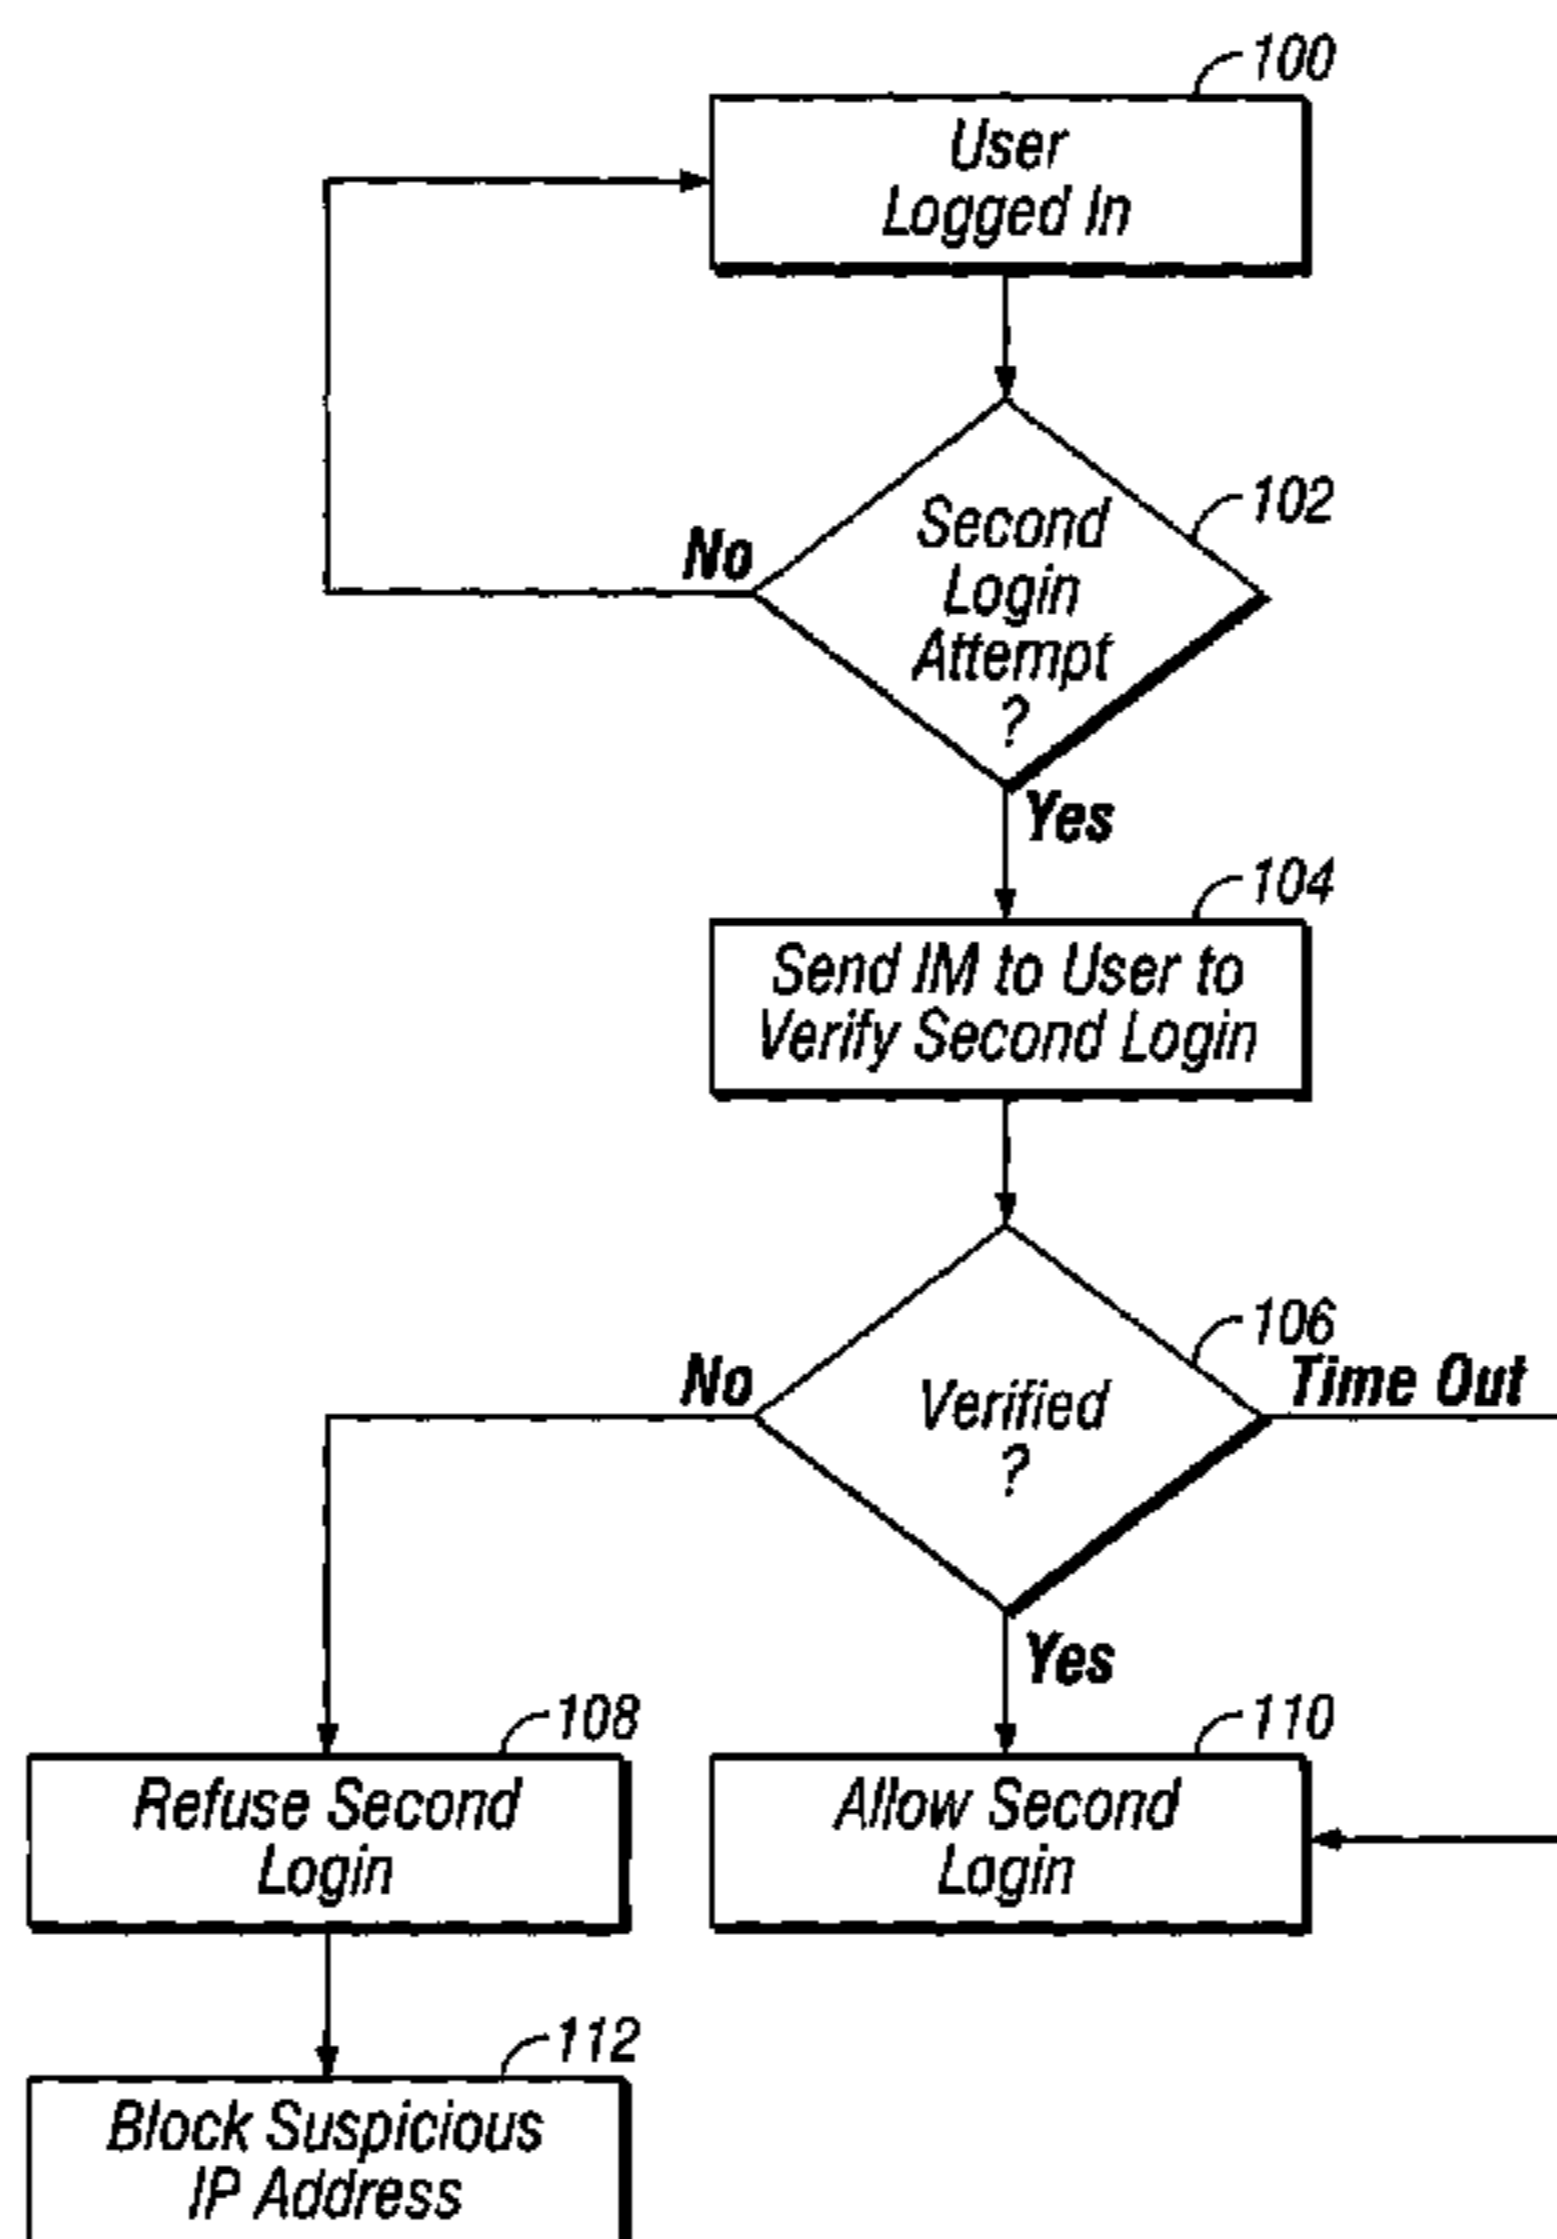 100
User
Logged In
102
Second
Login
Attempt
?
No
Yes
104
Send IM to User to
Verify Second Login
106
No
Time Out
Verified
?
Yes
108
110
Refuse Second
Login
Allow Second
Login
112
Block Suspicious
IP Address